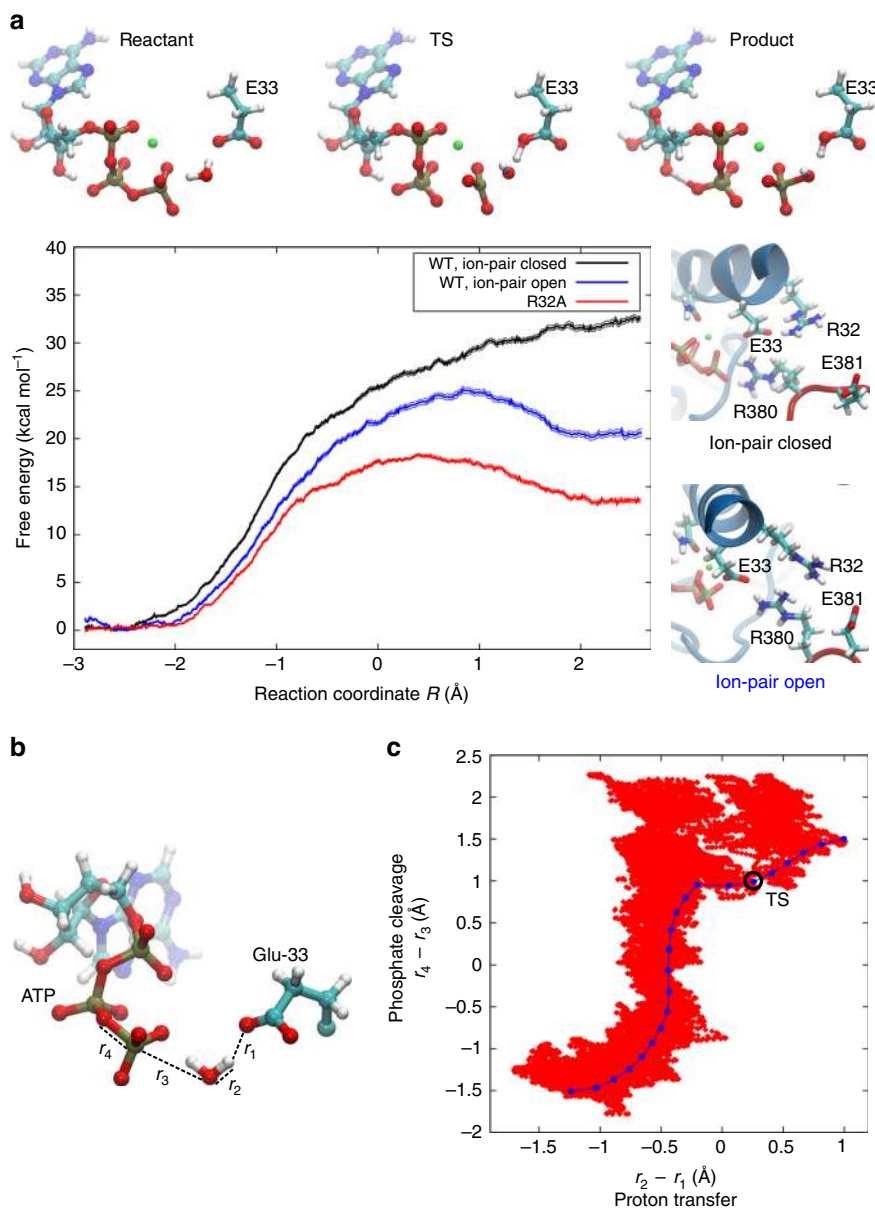 a
Reactant
TS
Product
E33
E33
E33
40
35
30
25
20
15
10
5
0
Free energy (kcal mol⁻¹)
WT, ion-pair closed
WT, ion-pair open
R32A
−3
−2
−1
0
1
2
Reaction coordinate R (Å)
R32
E33
E381
R380
Ion-pair closed
E33
R32
E381
R380
Ion-pair open
b
Glu-33
ATP
r₄
r₃
r₁
r₂
c
2.5
2
1.5
1
0.5
0
−0.5
−1
−1.5
−2
Phosphate cleavage
r₄ − r₃ (Å)
TS
−1.5
−1
−0.5
0
0.5
1
r₂ − r₁ (Å)
Proton transfer